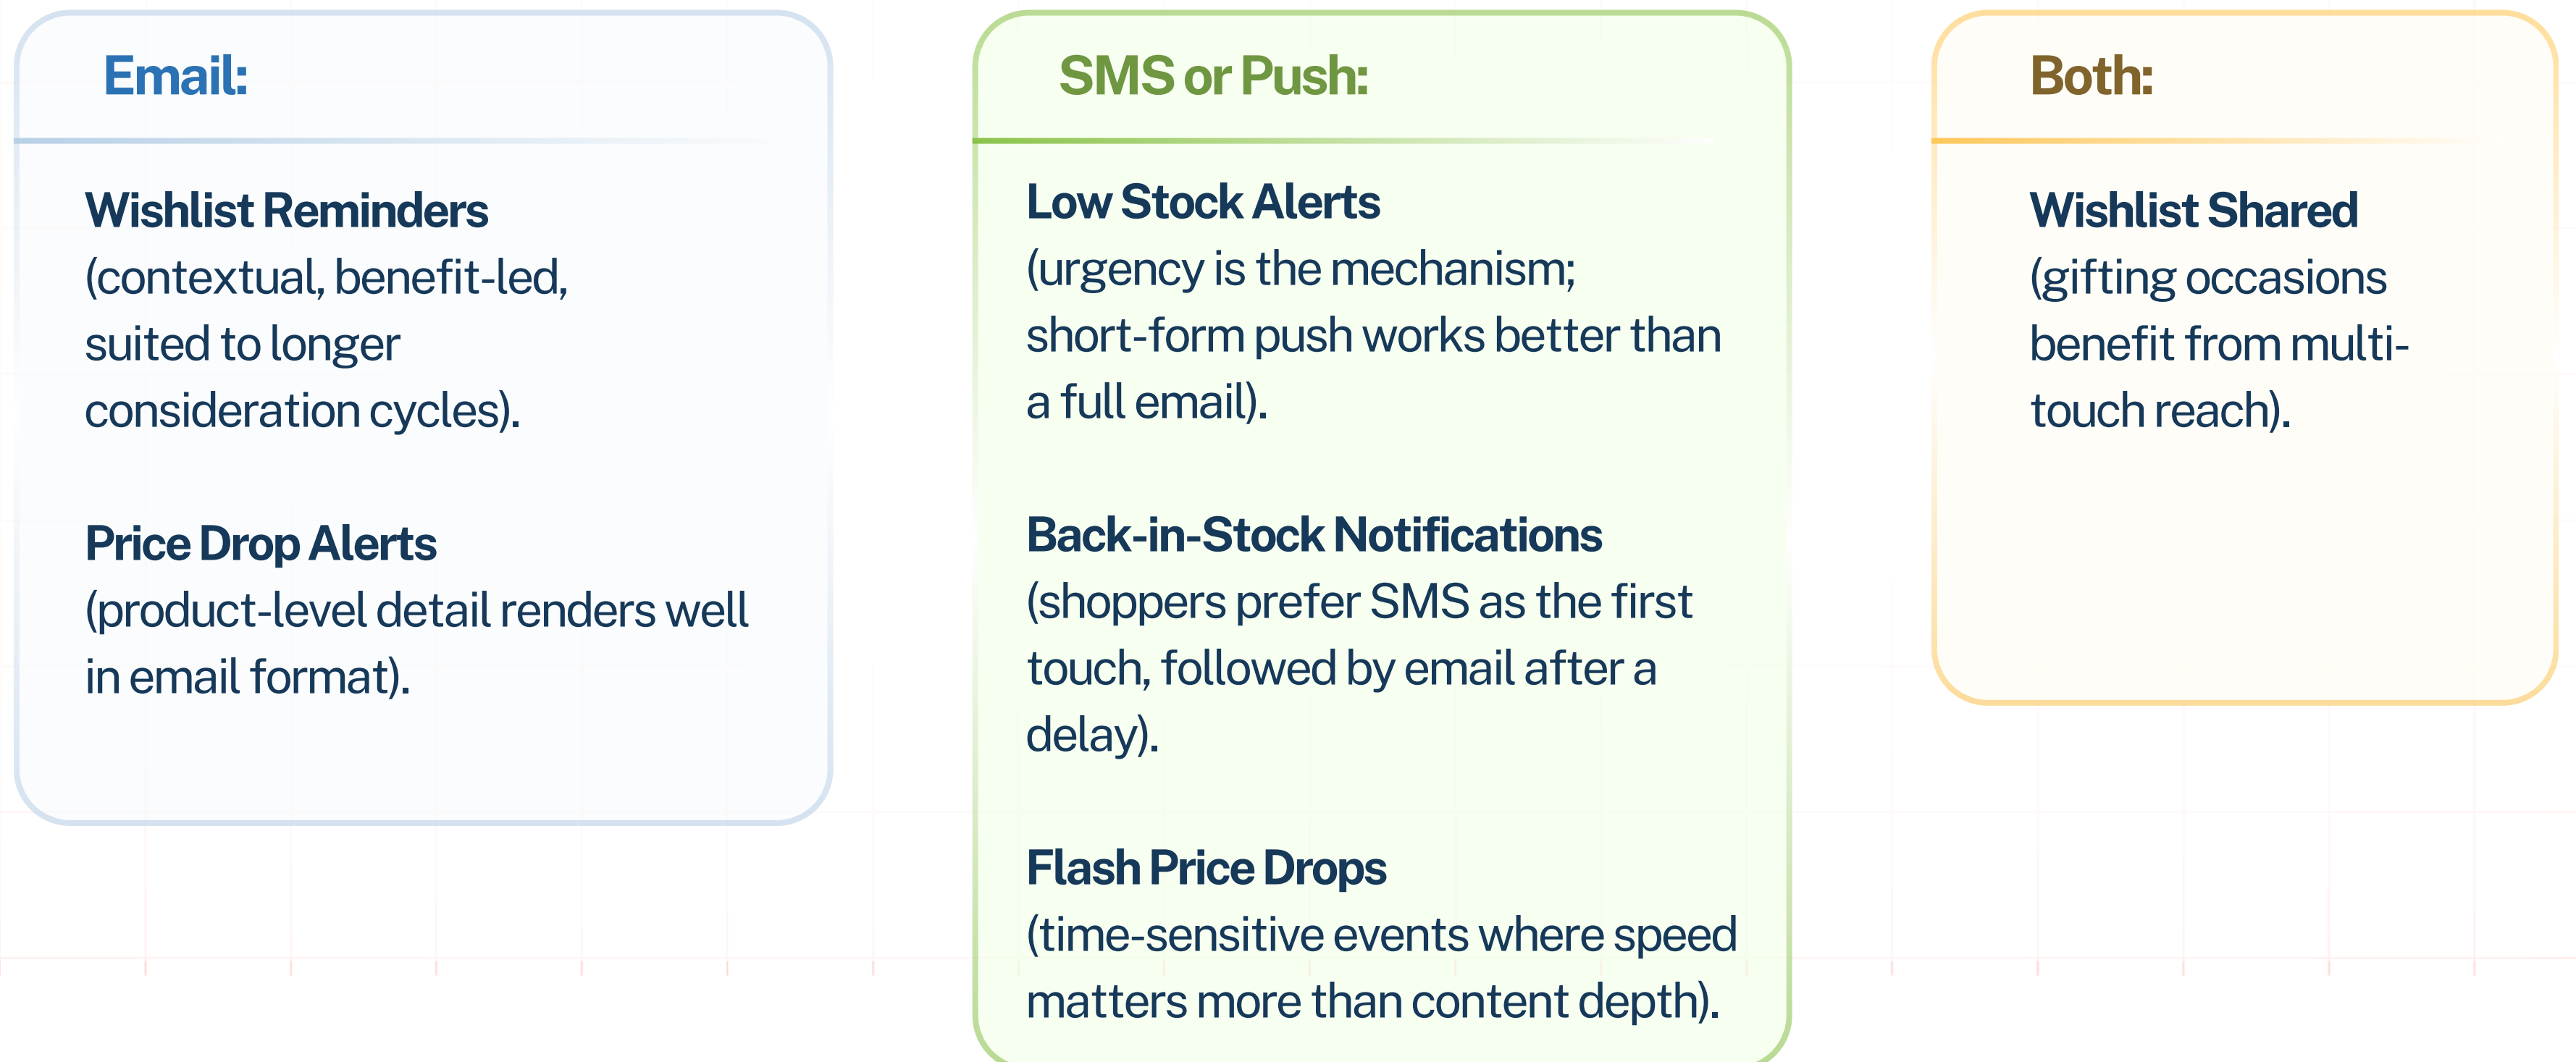 Email:
Wishlist Reminders
(contextual, benefit-led,
suited to longer
consideration cycles).
Price Drop Alerts
(product-level detail renders well
in email format).
SMS or Push:
Low Stock Alerts
(urgency is the mechanism;
short-form push works better than
a full email).
Back-in-Stock Notifications
(shoppers prefer SMS as the first
touch, followed by email after a
delay).
Flash Price Drops
(time-sensitive events where speed
matters more than content depth).
Both:
Wishlist Shared
(gifting occasions
benefit from multi-
touch reach).